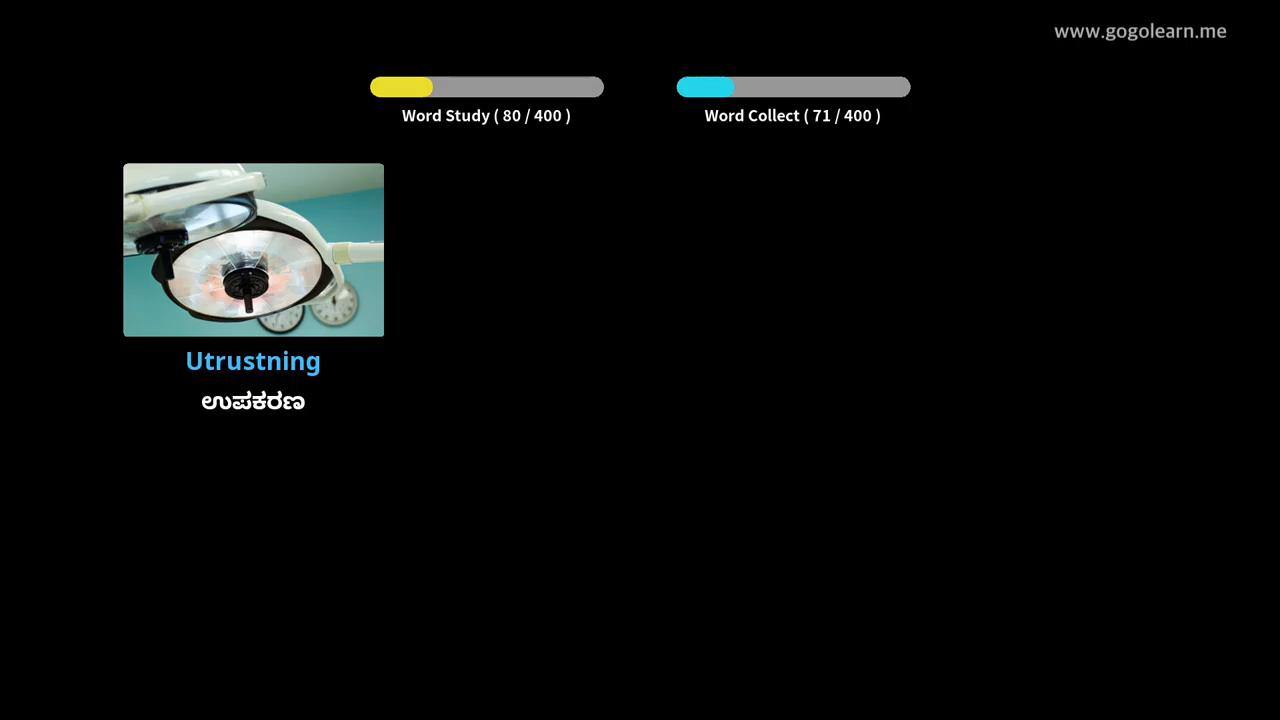 www.gogolearn.me
Word Study ( 80 / 400 )
Word Collect ( 71 / 400 )
Utrustning
ಉಪಕರಣ